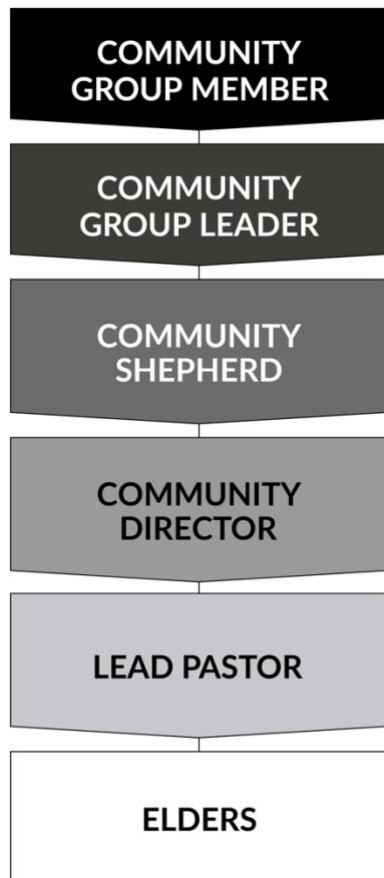 COMMUNITY
GROUP MEMBER
COMMUNITY
GROUP LEADER
COMMUNITY
SHEPHERD
COMMUNITY
DIRECTOR
LEAD PASTOR
ELDERS